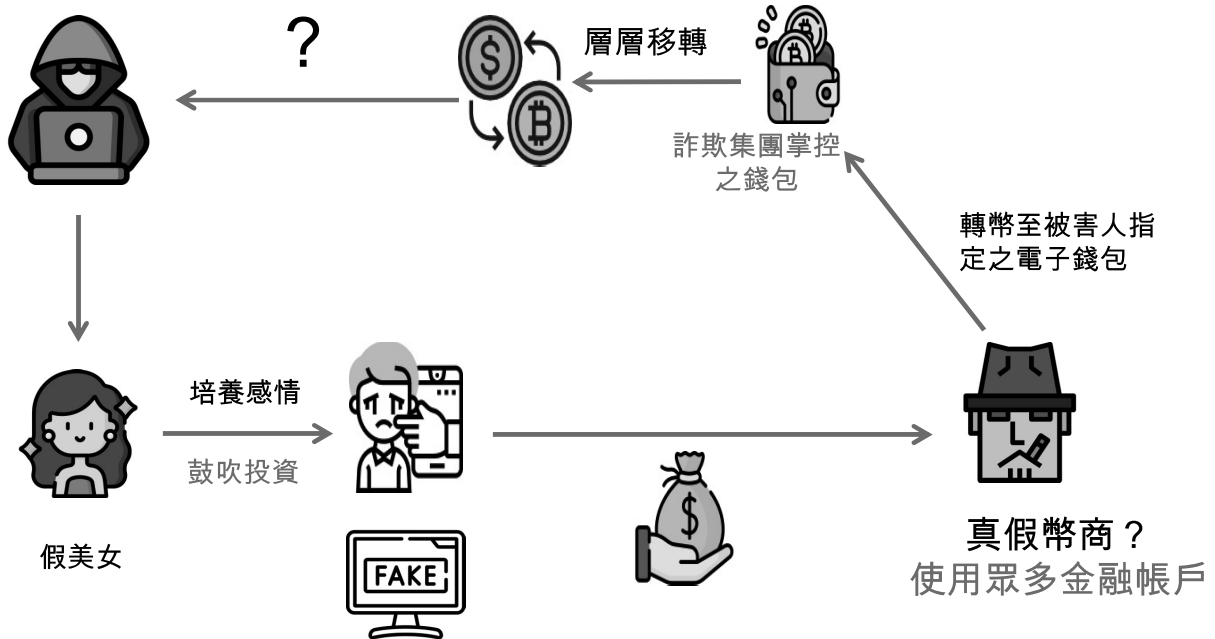 ?
層層移轉
詐欺集團掌控
之錢包
轉幣至被害人指
定之電子錢包
培養感情
鼓吹投資
假美女
FAKE
$
真假幣商？
使用眾多金融帳戶